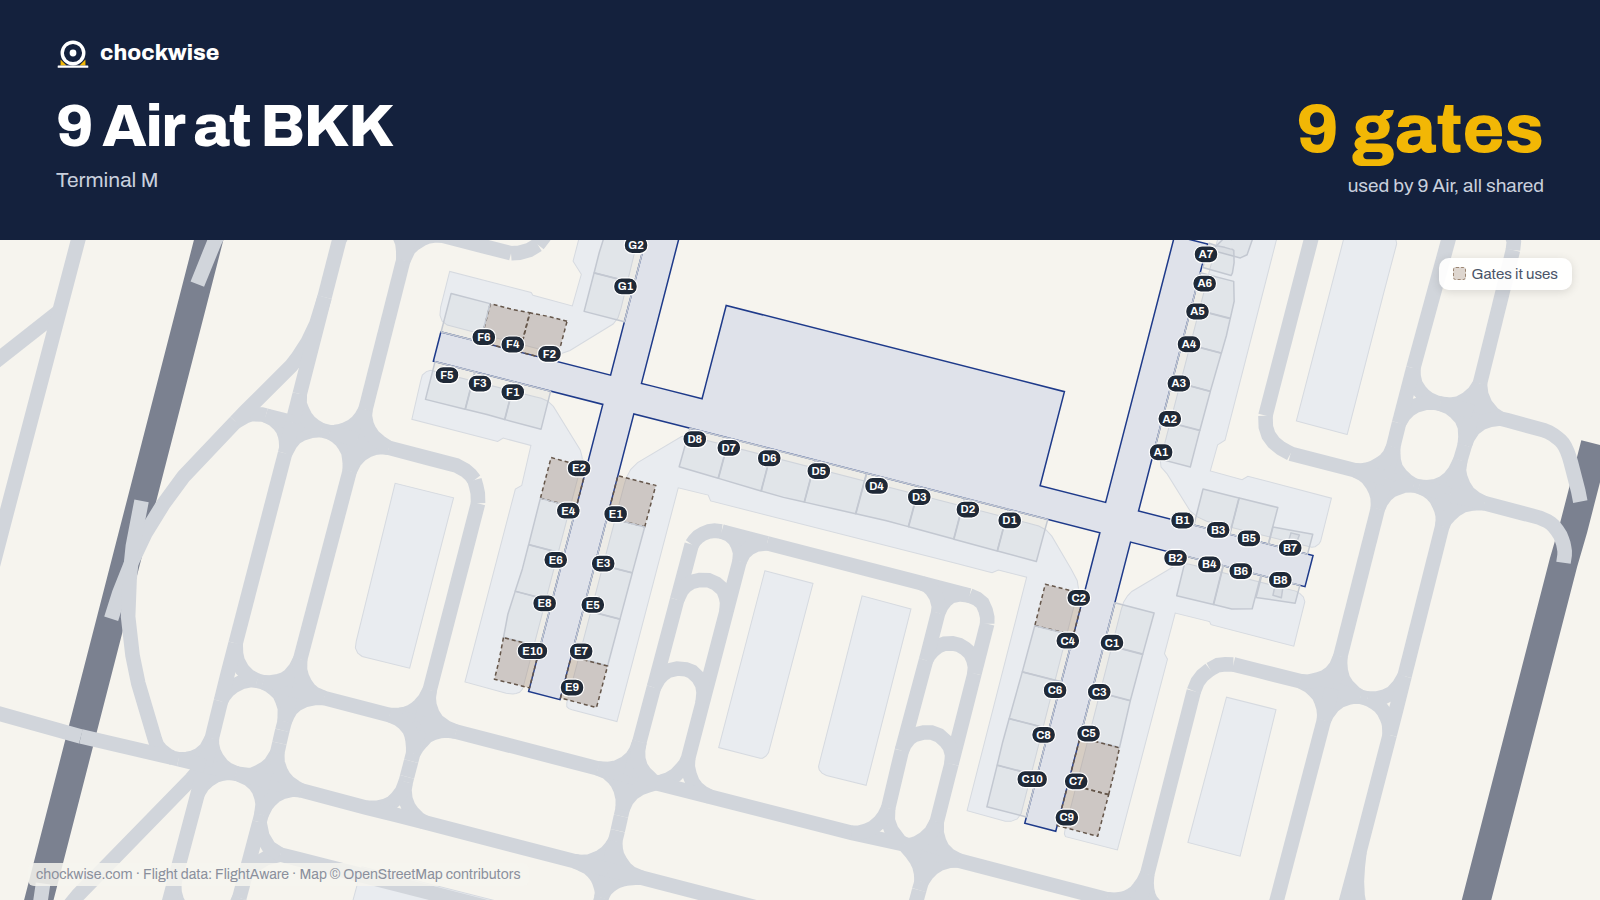 chockwise
9 Air at BKK
Terminal M
9 gates
used by 9 Air, all shared
Gates it uses
G2
G1
F6
F4
F2
F5
F3
F1
E2
E4
E1
E6
E3
E8
E5
E10
E7
E9
D8
D7
D6
D5
D4
D3
D2
D1
A7
A6
A5
A4
A3
A2
A1
B1
B3
B5
B7
B2
B4
B6
B8
C2
C4
C1
C6
C3
C8
C5
C10
C7
C9
chockwise.com · Flight data: FlightAware · Map © OpenStreetMap contributors